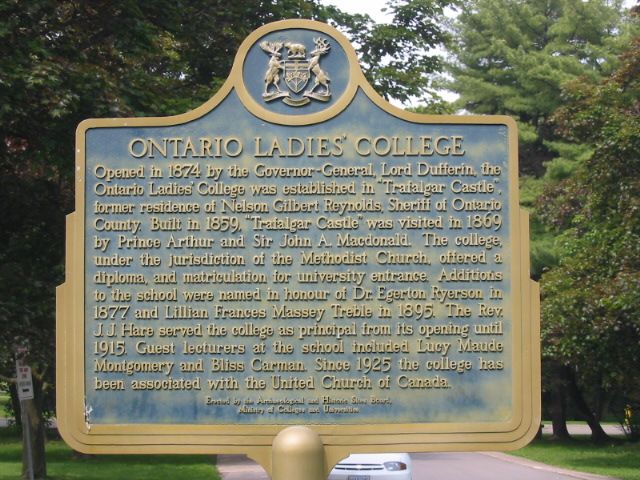 ONTARIO LADIES' COLLEGE
Opened in 1874 by the Governor-General, Lord Dufferin, the
Ontario Ladies' College was established in "Trafalgar Castle",
former residence of Nelson Gilbert Reynolds, Sheriff of Ontario
County. Built in 1859, "Trafalgar Castle" was visited in 1869
by Prince Arthur and Sir John A. Macdonald. The college,
under the jurisdiction of the Methodist Church, offered a
diploma, and matriculation for university entrance. Additions
to the school were named in honour of Dr. Egerton Ryerson in
1877 and Lillian Frances Massey Treble in 1895. The Rev.
J.J. Hare served the college as principal from its opening until
1915. Guest lecturers at the school included Lucy Maude
Montgomery and Bliss Carman. Since 1925 the college has
been associated with the United Church of Canada.
Erected by the Archaeological and Historic Sites Board,
Ministry of Colleges and Universities